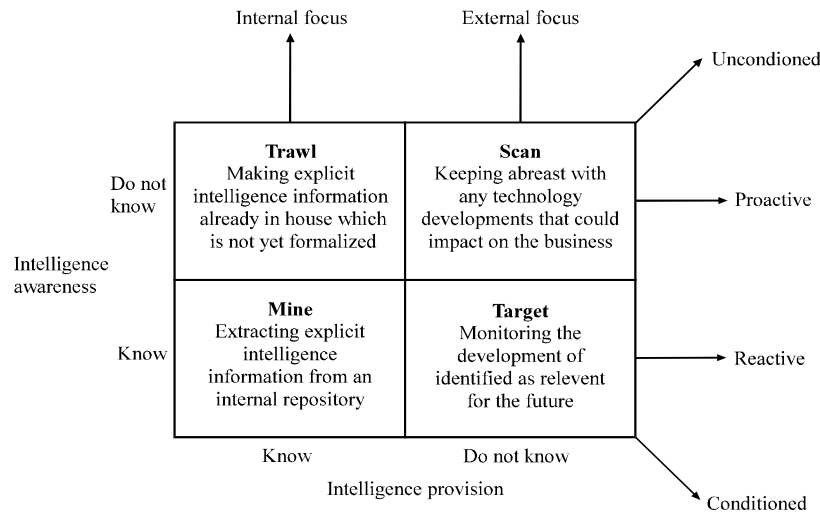 Internal focus
External focus
Uncondioned
Trawl
Making explicit
intelligence information
already in house which
is not yet formalized
Scan
Keeping abreast with
any technology
developments that could
impact on the business
Do not
know
Proactive
Intelligence
awareness
Mine
Extracting explicit
intelligence
information from an
internal repository
Target
Monitoring the
development of
identified as relevent
for the future
Know
Reactive
Know
Do not know
Intelligence provision
Conditioned